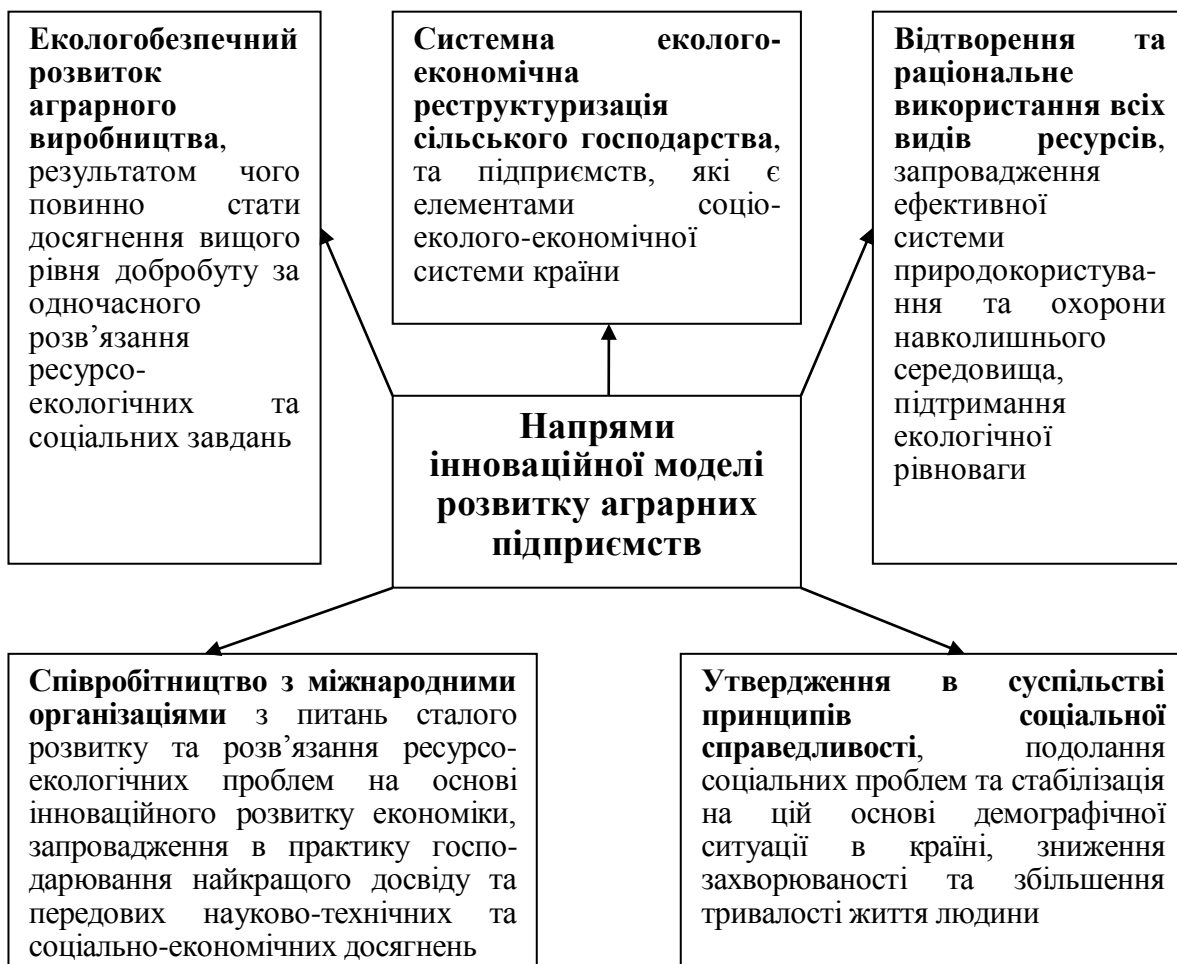 Екологобезпечний
розвиток
аграрного
виробництва,
результатом чого
повинно стати
досягнення вищого
рівня добробуту за
одночасного
розв’язання
ресурсо-
екологічних та
соціальних завдань
Системна еколого-
економічна
реструктуризація
сільського господарства,
та підприємств, які є
елементами соціо-
еколого-економічної
системи країни
Відтворення та
раціональне
використання всіх
видів ресурсів,
запровадження
ефективної
системи
природокористува-
ння та охорони
навколишнього
середовища,
підтримання
екологічної
рівноваги
Напрями
інноваційної моделі
розвитку аграрних
підприємств
Співробітництво з міжнародними
організаціями з питань сталого
розвитку та розв’язання ресурсо-
екологічних проблем на основі
інноваційного розвитку економіки,
запровадження в практику госпо-
дарювання найкращого досвіду та
передових науково-технічних та
соціально-економічних досягнень
Утвердження в суспільстві
принципів соціальної
справедливості, подолання
соціальних проблем та стабілізація
на цій основі демографічної
ситуації в країні, зниження
захворюваності та збільшення
тривалості життя людини